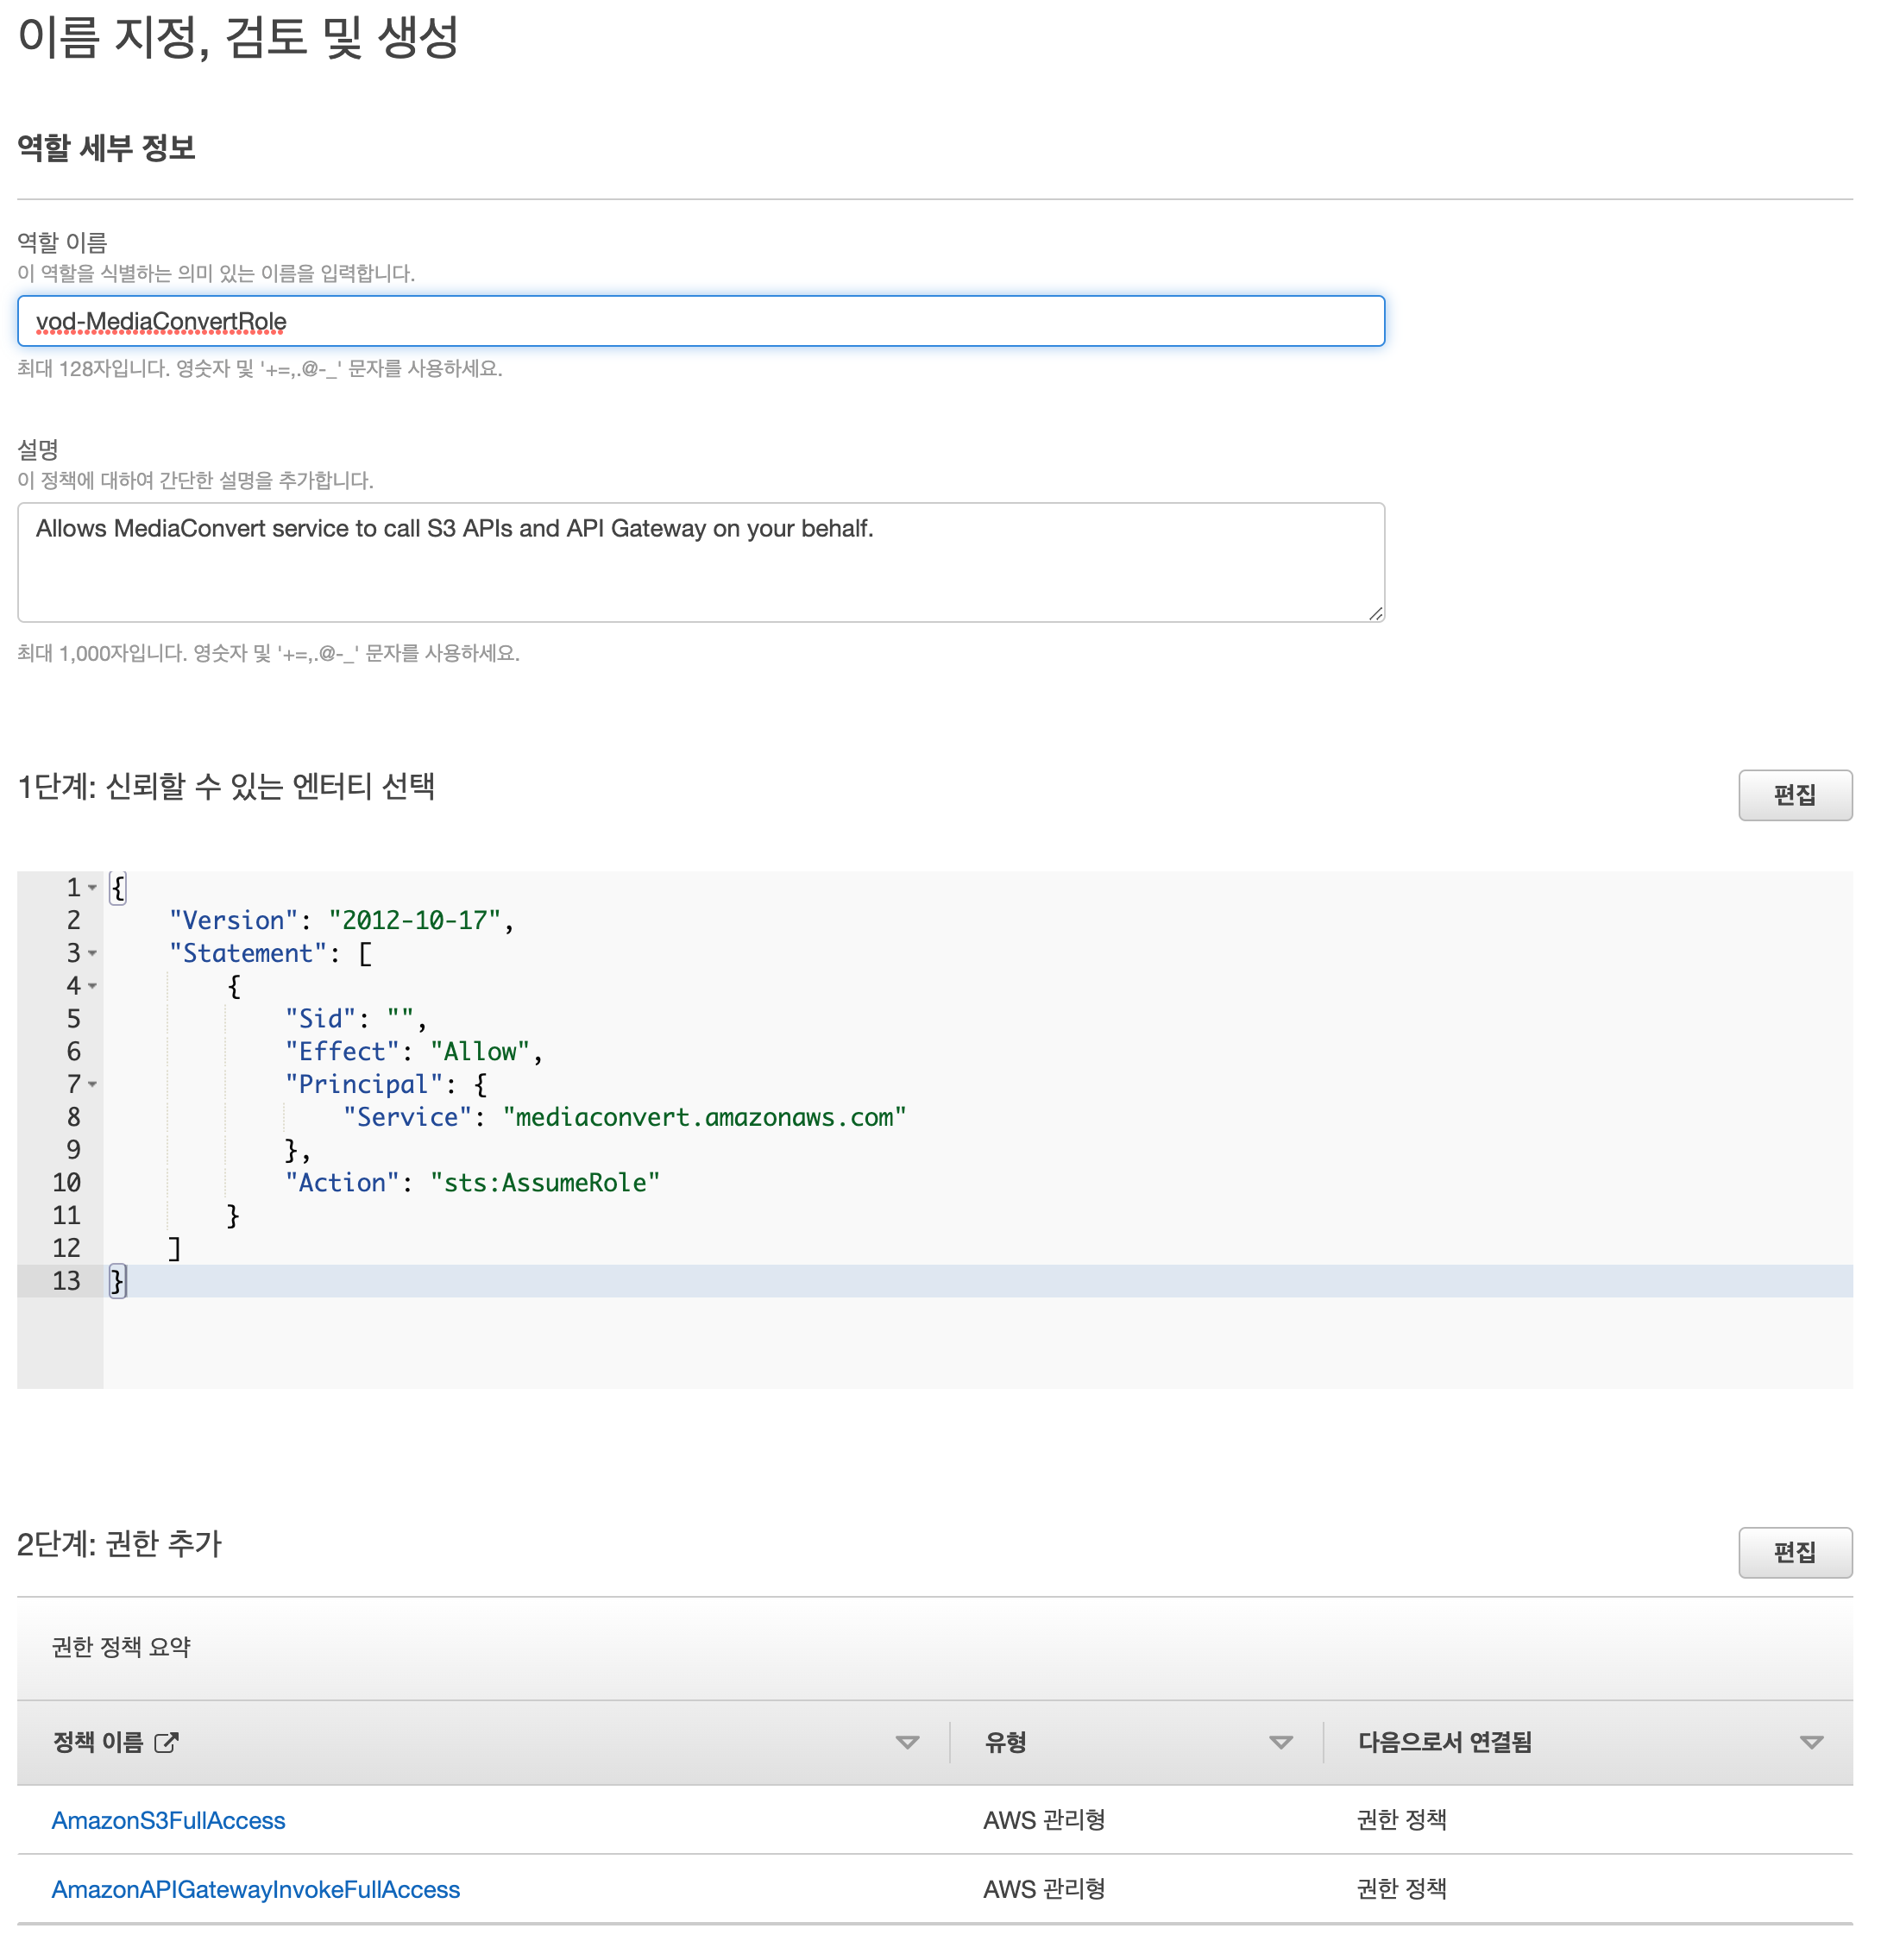 이름 지정, 검토 및 생성
역할 세부 정보
역할 이름
이 역할을 식별하는 의미 있는 이름을 입력합니다.
vod-MediaConvertRole
최대 128자입니다. 영숫자 및 '+=,.@-_' 문자를 사용하세요.
설명
이 정책에 대하여 간단한 설명을 추가합니다.
Allows MediaConvert service to call S3 APIs and API Gateway on your behalf.
최대 1,000자입니다. 영숫자 및 '+=,.@-_' 문자를 사용하세요.
1단계: 신뢰할 수 있는 엔터티 선택 편집
1 {
2 "Version": "2012-10-17",
3 "Statement": [
4 {
5 "Sid": "",
6 "Effect": "Allow",
7 "Principal": {
8 "Service": "mediaconvert.amazonaws.com"
9 },
10 "Action": "sts:AssumeRole"
11 }
12 ]
13 }
2단계: 권한 추가 편집
권한 정책 요약
정책 이름 유형 다음으로서 연결됨
AmazonS3FullAccess AWS 관리형 권한 정책
AmazonAPIGatewayInvokeFullAccess AWS 관리형 권한 정책